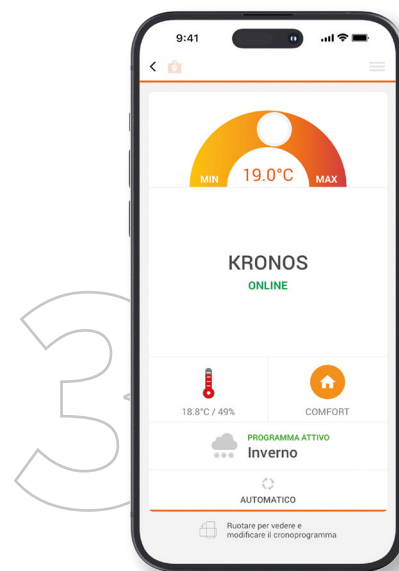 9:41
19.0°C
MIN
MAX
KRONOS
ONLINE
18.8°C / 49%
COMFORT
PROGRAMMA ATTIVO
Inverno
AUTOMATICO
Ruotare per vedere e
modificare il cronoprogramma
3